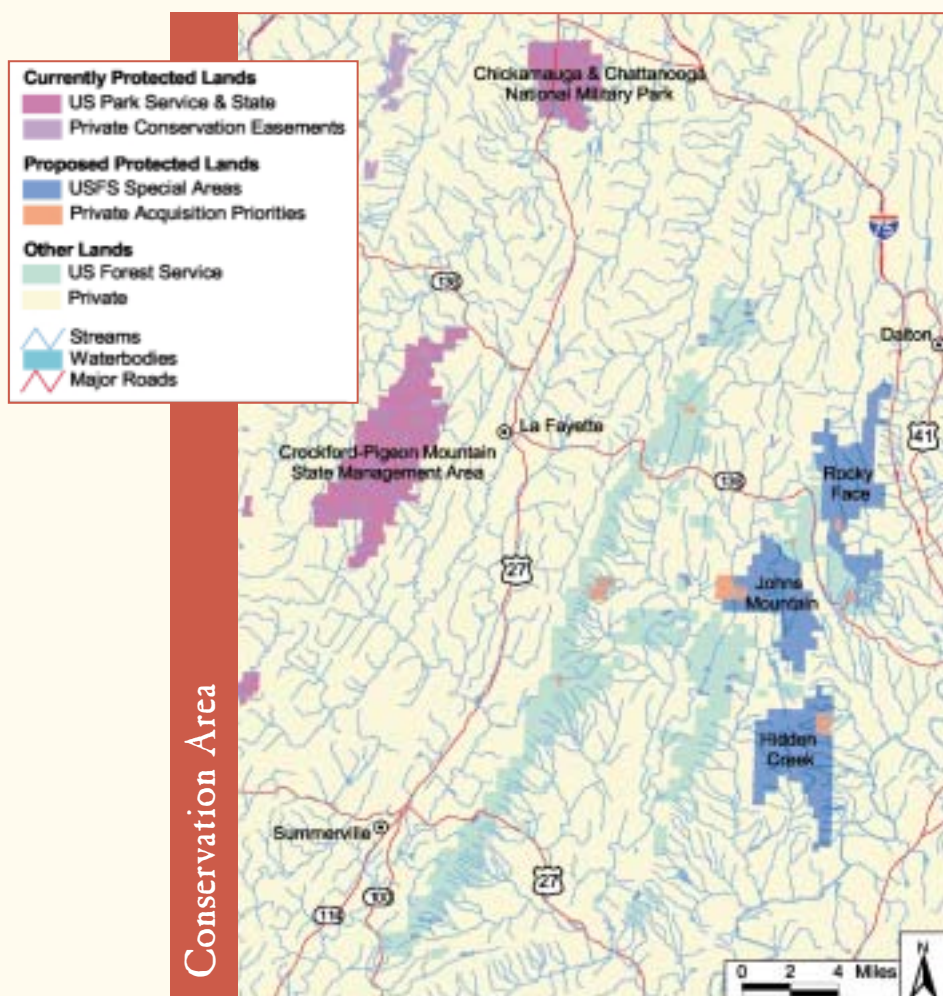 Currently Protected Lands
US Park Service & State
Private Conservation Easements
Proposed Protected Lands
USFS Special Areas
Private Acquisition Priorities
Other Lands
US Forest Service
Private
Streams
Waterbodies
Major Roads
Conservation Area
Chickamauga & Chattanooga
National Military Park
75
136
Dalton
La Fayette
41
Crockford-Pigeon Mountain
State Management Area
Rocky
Face
27
Johns
Mountain
Hidden
Creek
Summerville
27
100
114
N
0 2 4 Miles